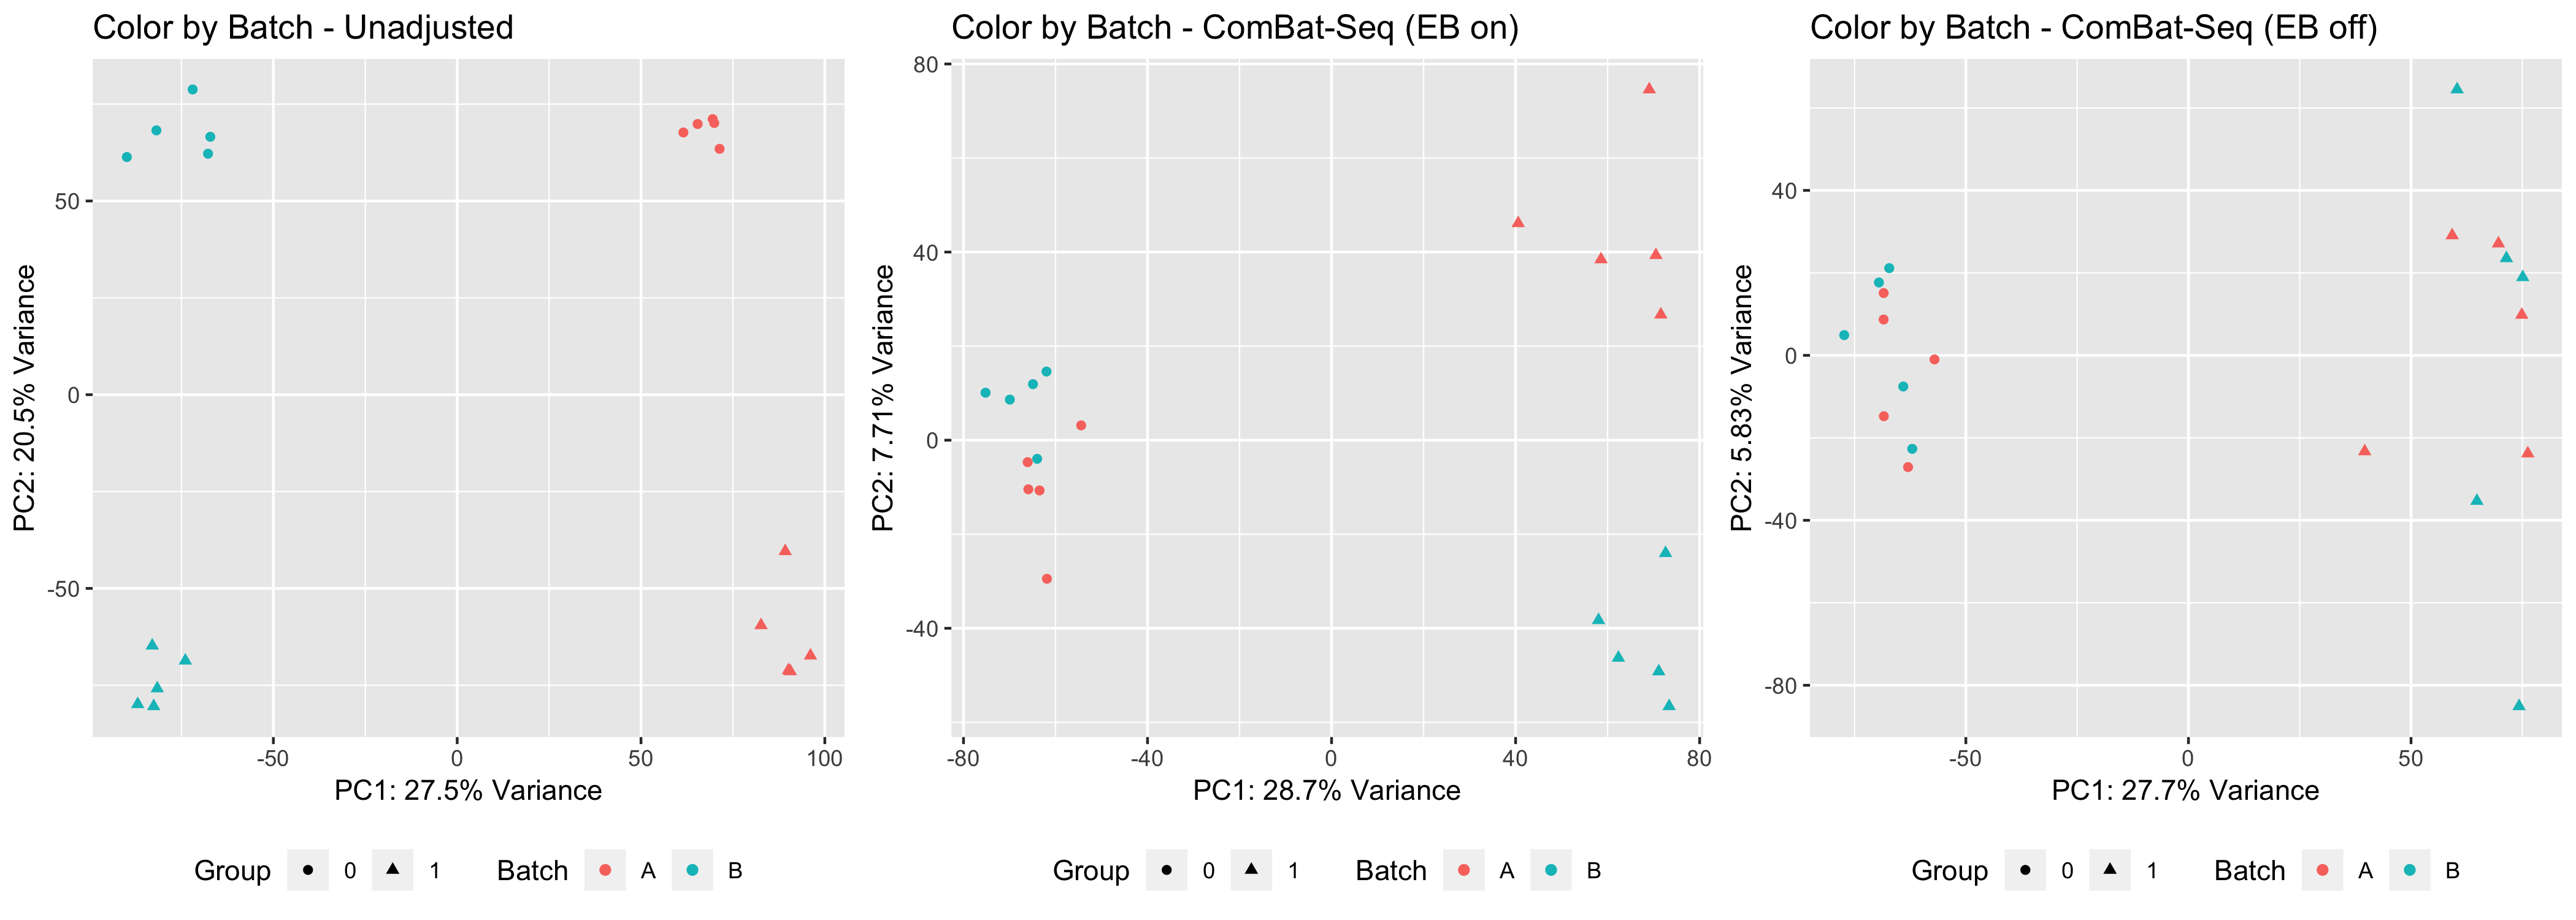 Color by Batch - Unadjusted
PC2: 20.5% Variance
50
0
-50
-50
0
50
100
PC1: 27.5% Variance
Group 0 1 Batch A B
Color by Batch - ComBat-Seq (EB on)
PC2: 7.71% Variance
80
40
0
-40
-80
-40
0
40
80
PC1: 28.7% Variance
Group 0 1 Batch A B
Color by Batch - ComBat-Seq (EB off)
PC2: 5.83% Variance
40
0
-40
-80
-50
0
50
PC1: 27.7% Variance
Group 0 1 Batch A B